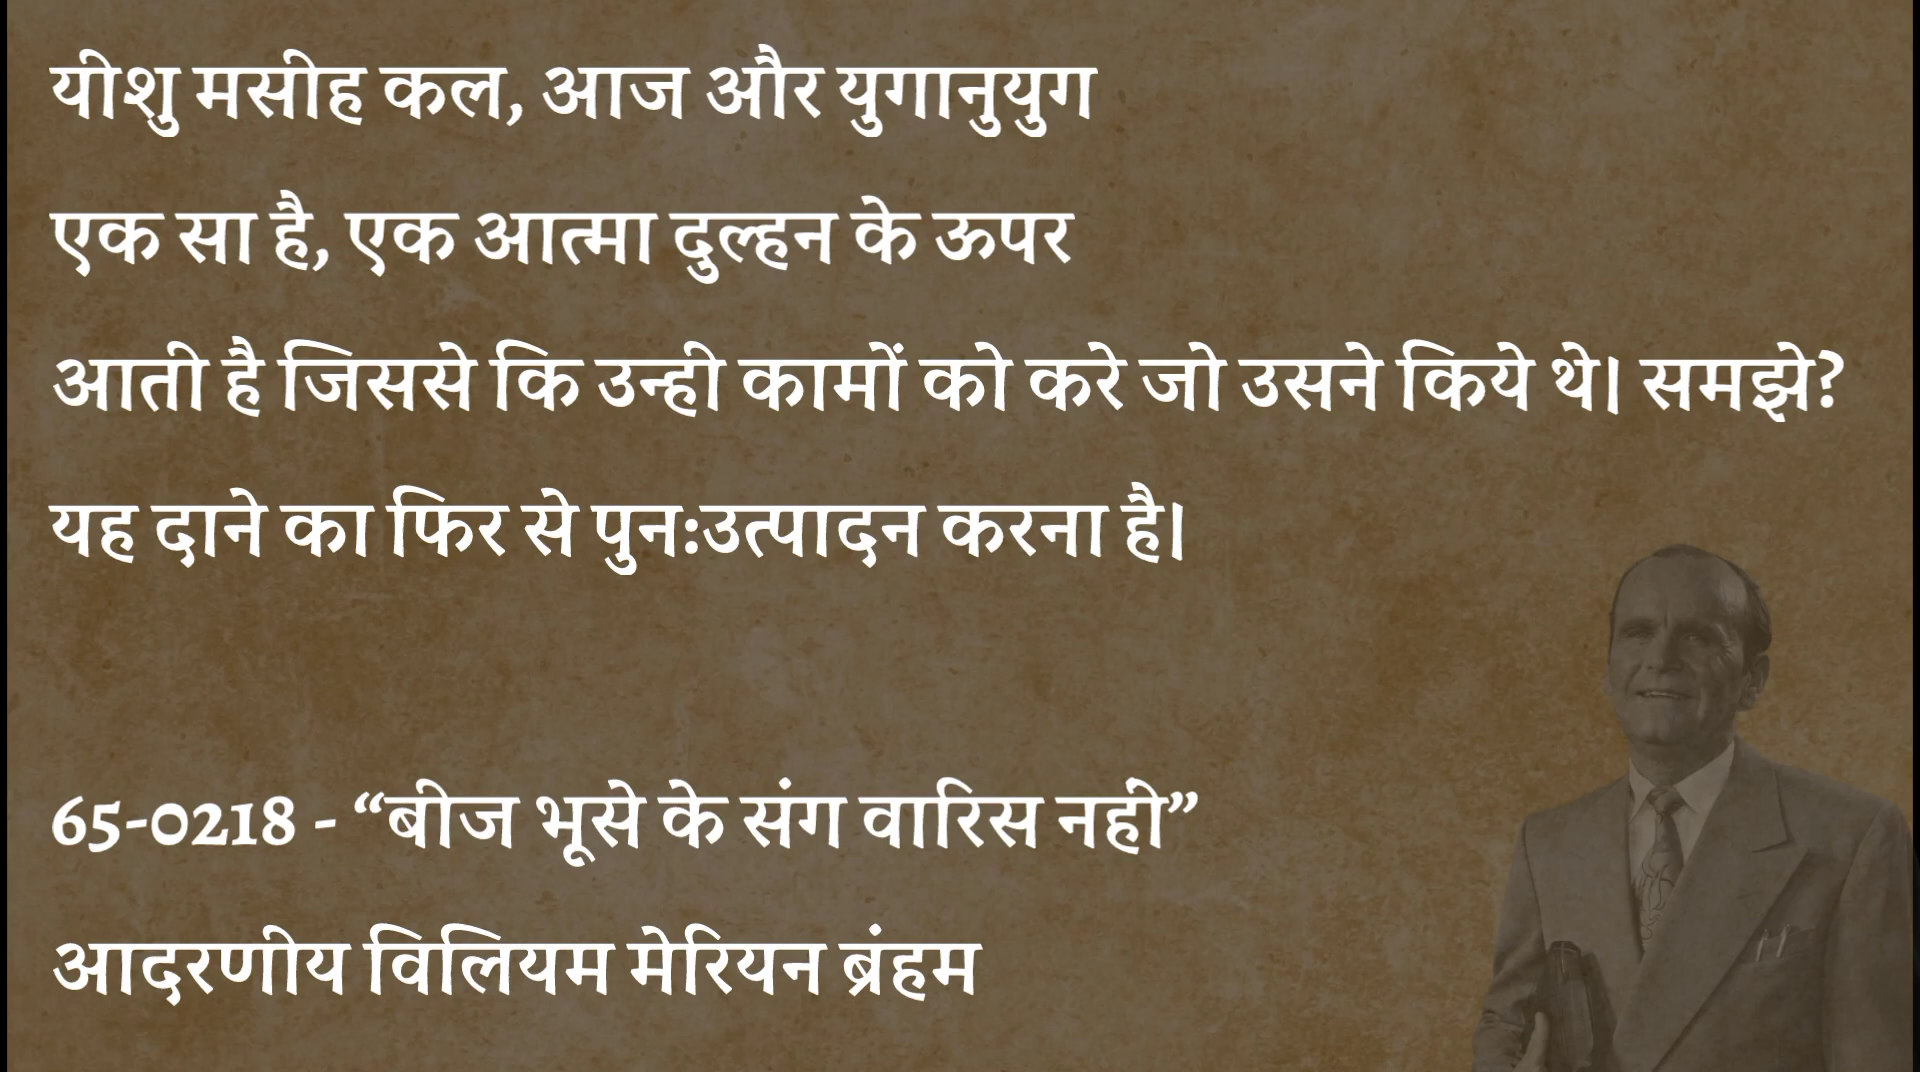 यीशु मसीह कल, आज और युगानुयुग
एक सा है, एक आत्मा दुल्हन के ऊपर
आती है जिससे कि उन्ही कामों को करे जो उसने किये थे। समझे?
यह दाने का फिर से पुनःउत्पादन करना है।
65-0218 - “बीज भूसे के संग वारिस नहीं”
आदरणीय विलियम मेरियन ब्रंहम